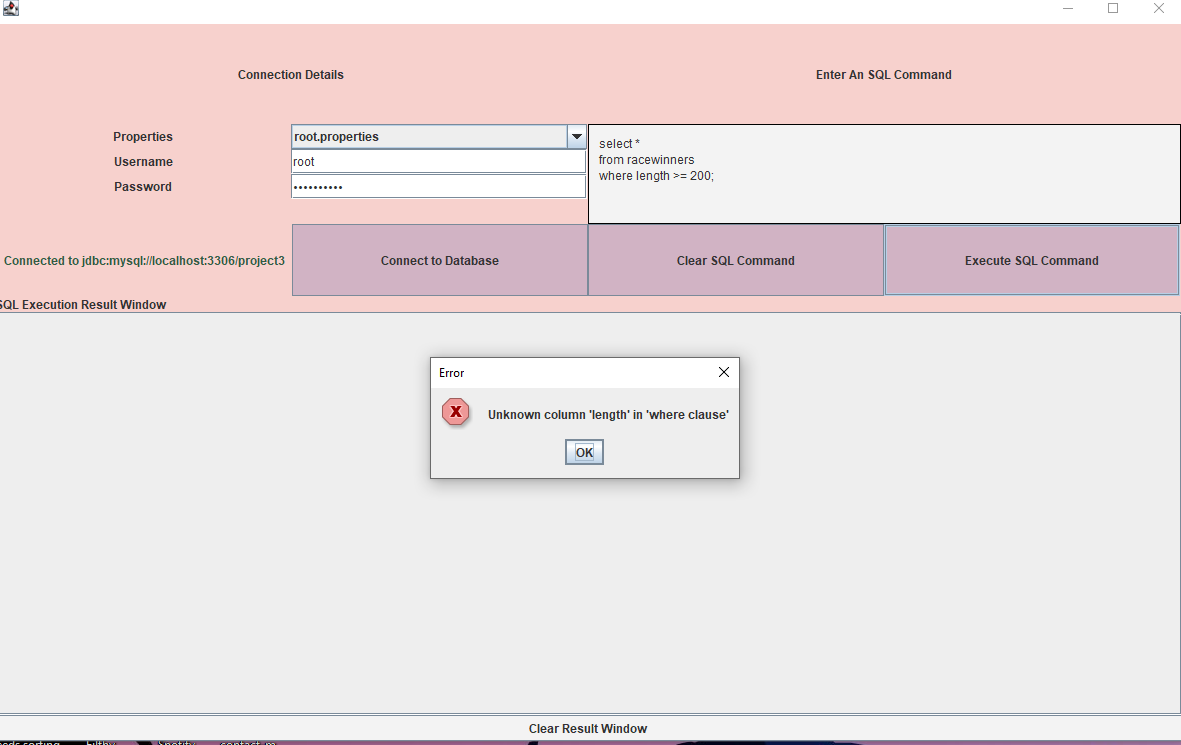 Connection Details
Enter An SQL Command
Properties
root.properties
Username
root
Password
••••••••••
select *
from racewinners
where length >= 200;
Connected to jdbc:mysql://localhost:3306/project3
Connect to Database
Clear SQL Command
Execute SQL Command
SQL Execution Result Window
Error
X
Unknown column 'length' in 'where clause'
OK
Clear Result Window